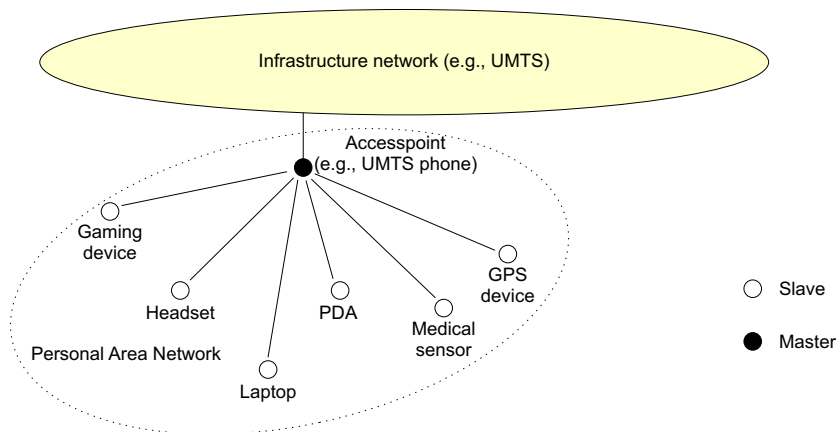 Infrastructure network (e.g., UMTS)
Accesspoint
(e.g., UMTS phone)
Gaming
device
GPS
device
Slave
Headset
PDA
Medical
sensor
Master
Personal Area Network
Laptop